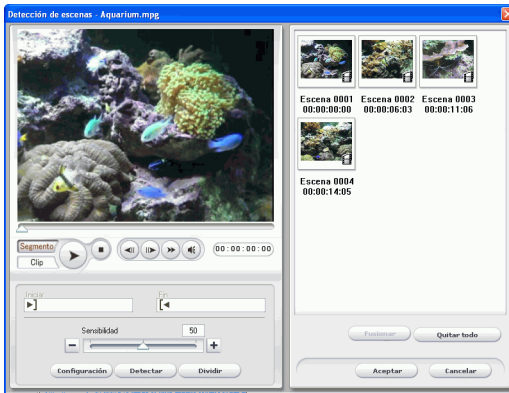 Detección de escenas - Aquarium.mpg
Escena 0001 Escena 0002 Escena 0003
00:00:00:00 00:00:06:03 00:00:11:06
Escena 0004
00:00:14:05
Segmento
Clip
00:00:00:00
Iniciar
Fin
Sensibilidad 50
Configuración Detectar Dividir
Fusionar Quitar todo
Aceptar Cancelar